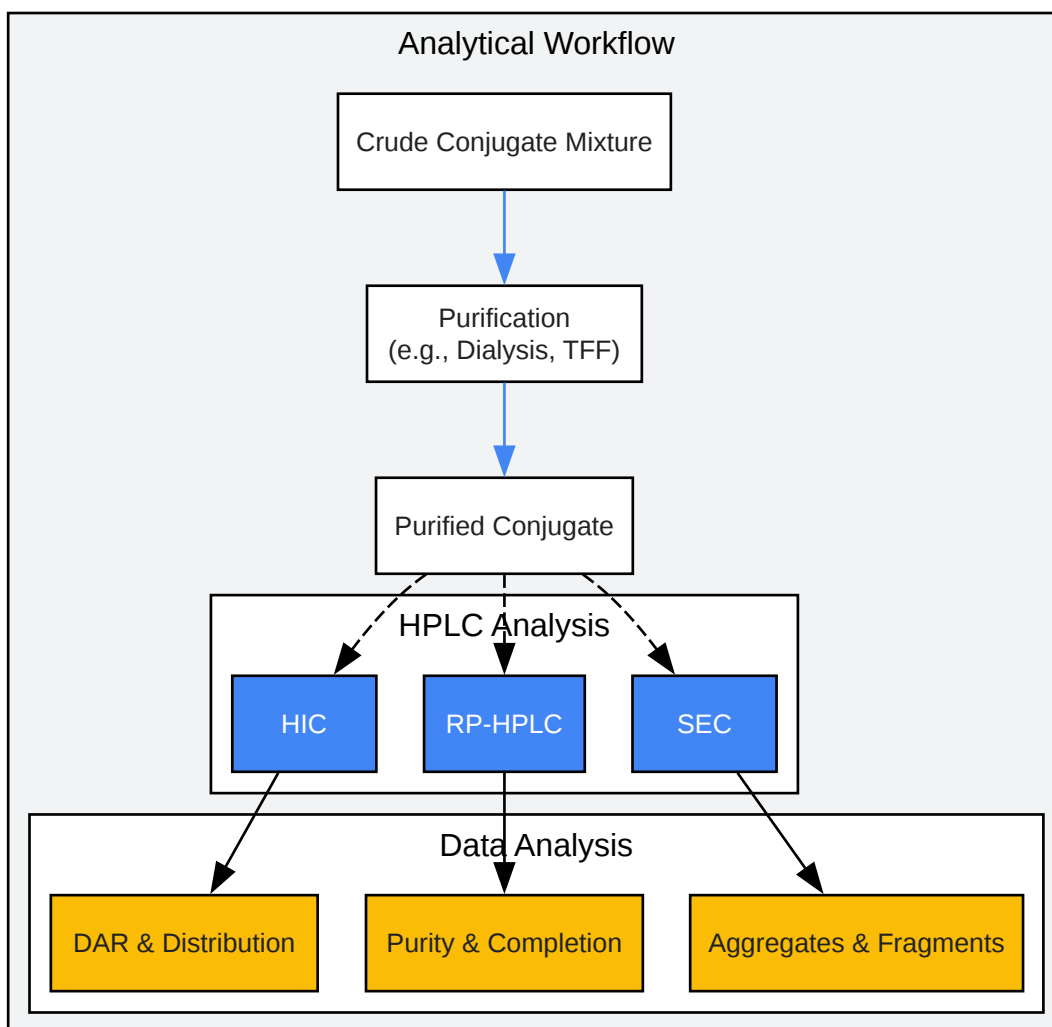 Analytical Workflow
Crude Conjugate Mixture
Purification
(e.g., Dialysis, TFF)
Purified Conjugate
HPLC Analysis
HIC
RP-HPLC
SEC
Data Analysis
DAR & Distribution
Purity & Completion
Aggregates & Fragments